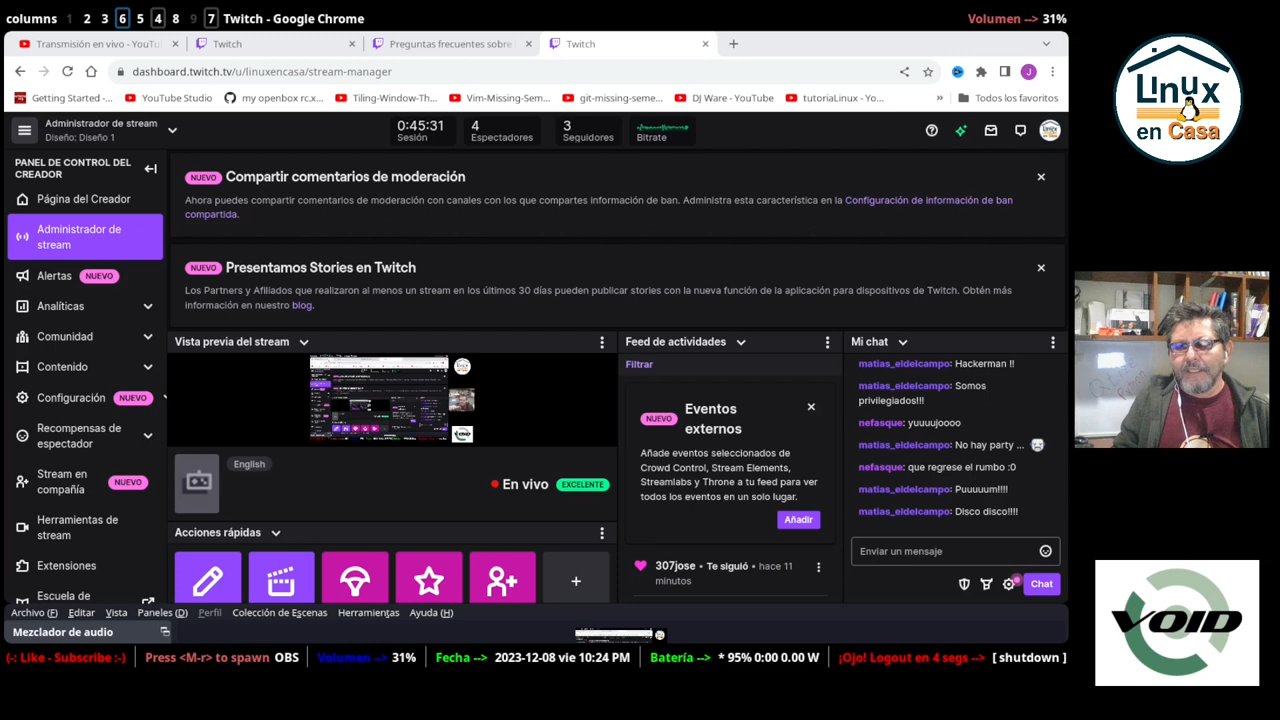 columns 1 2 3 6 5 4 8 9 7 Twitch - Google Chrome
Volumen --> 31%
Transmisión en vivo - YouTu
Twitch
Preguntas frecuentes sobre
Twitch
dashboard.twitch.tv/u/linuxencasa/stream-manager
J
Getting Started -...
YouTube Studio
my openbox rc.x...
Tiling-Window-Th...
Vim-Missing-Sem...
git-missing-seme...
DJ Ware - YouTube
tutoriaLinux - Yo...
»
Todos los favoritos
Administrador de stream
Diseño: Diseño 1
0:45:31
Sesión
4
Espectadores
3
Seguidores
Bitrate
PANEL DE CONTROL DEL
CREADOR
Página del Creador
Administrador de
stream
Alertas NUEVO
Analíticas
Comunidad
Contenido
Configuración NUEVO
Recompensas de
espectador
Stream en
compañía NUEVO
Herramientas de
stream
Extensiones
Escuela de
NUEVO Compartir comentarios de moderación
Ahora puedes compartir comentarios de moderación con canales con los que compartes información de ban. Administra esta característica en la Configuración de información de ban
compartida.
NUEVO Presentamos Stories en Twitch
Los Partners y Afiliados que realizaron al menos un stream en los últimos 30 días pueden publicar stories con la nueva función de la aplicación para dispositivos de Twitch. Obtén más
información en nuestro blog.
Vista previa del stream
English
En vivo EXCELENTE
Acciones rápidas
Feed de actividades
Filtrar
NUEVO
Eventos
externos
Añade eventos seleccionados de
Crowd Control, Stream Elements,
Streamlabs y Throne a tu feed para ver
todos los eventos en un solo lugar.
Añadir
307jose • Te siguió • hace 11
minutos
Mi chat
matias_eldelcampo: Hackerman !!
matias_eldelcampo: Somos
privilegiados!!!
nefasque: yuuuujoooo
matias_eldelcampo: No hay party ...
nefasque: que regrese el rumbo :0
matias_eldelcampo: Puuuuum!!!!
matias_eldelcampo: Disco disco!!!!
Enviar un mensaje
Chat
Archivo (F) Editar Vista Paneles (D) Perfil Colección de Escenas Herramientas Ayuda (H)
Mezclador de audio
(-: Like - Subscribe :-)
Press <M-r> to spawn OBS
Volumen --> 31%
Fecha --> 2023-12-08 vie 10:24 PM
Batería --> * 95% 0:00 0.00 W
¡Ojo! Logout en 4 segs --> [ shutdown ]
Linux
en Casa
VOID